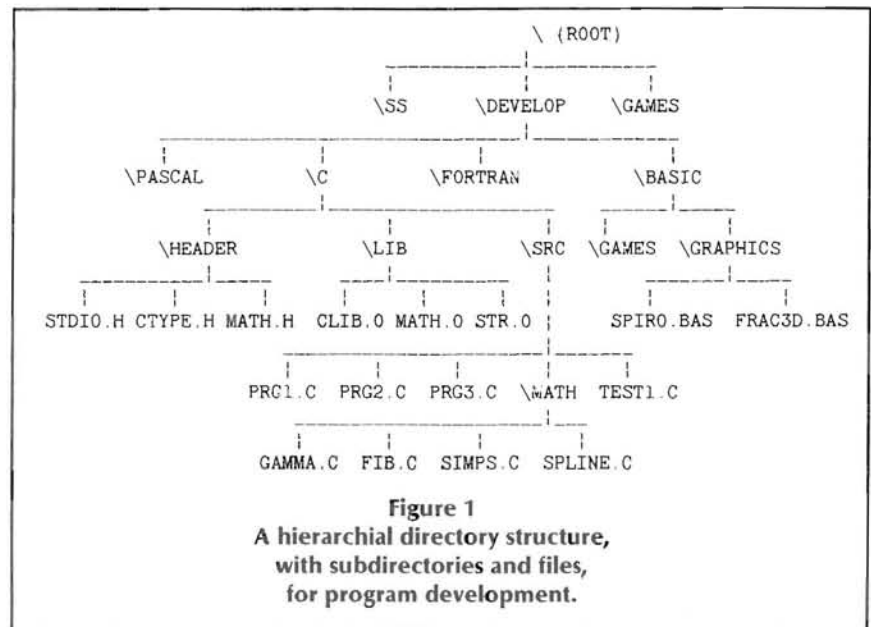 \ (ROOT)
\SS \DEVELOP \GAMES
\PASCAL \C \FORTRAN \BASIC
\HEADER \LIB \SRC \GAMES \GRAPHICS
STDIO.H CTYPE.H MATH.H CLIB.O MATH.O STR.O SPIRO.BAS FRAC3D.BAS
PRG1.C PRG2.C PRG3.C \MATH TEST1.C
GAMMA.C FIB.C SIMPS.C SPLINE.C
Figure 1
A hierarchial directory structure,
with subdirectories and files,
for program development.